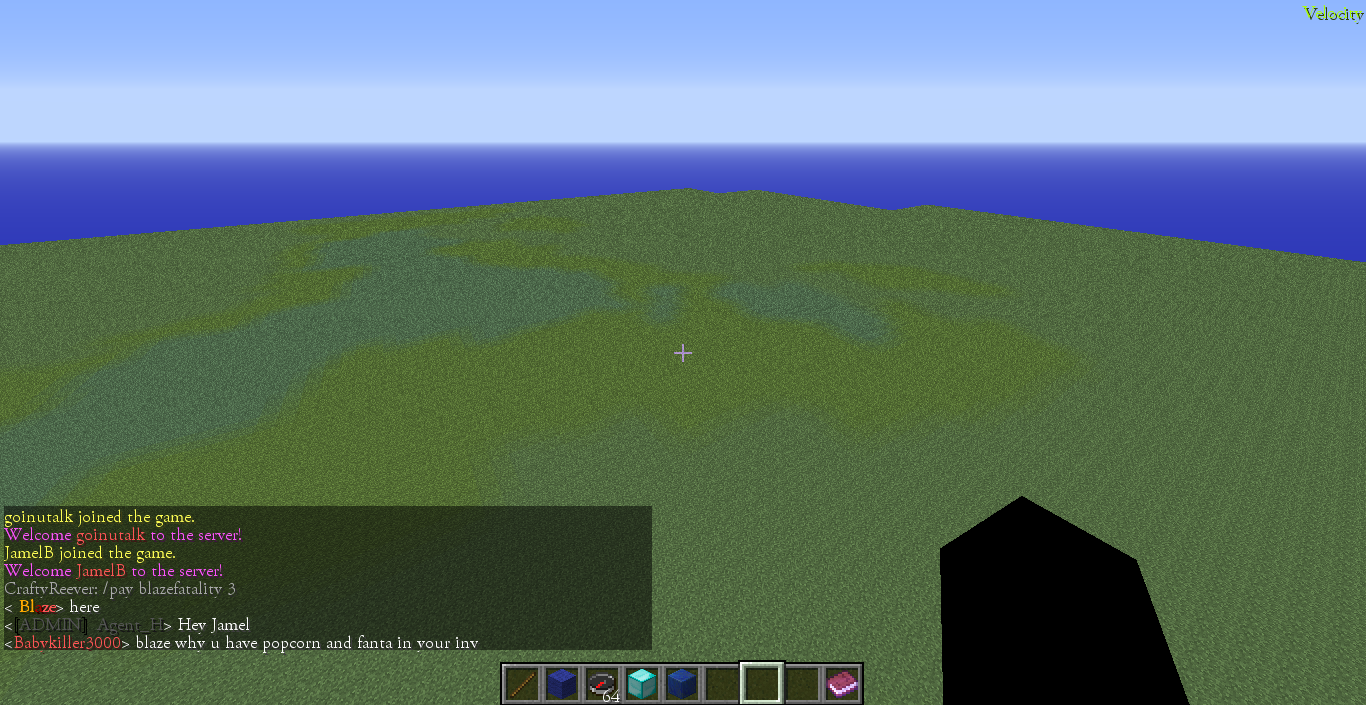 Velocity
goinutalk joined the game.
Welcome goinutalk to the server!
JamelB joined the game.
Welcome JamelB to the server!
CraftyReever: /pay blazefatality 3
< Blaze> here
<[ADMIN] Agent_H> Hey Jamel
<Babykiller3000> blaze why u have popcorn and fanta in your inv
64